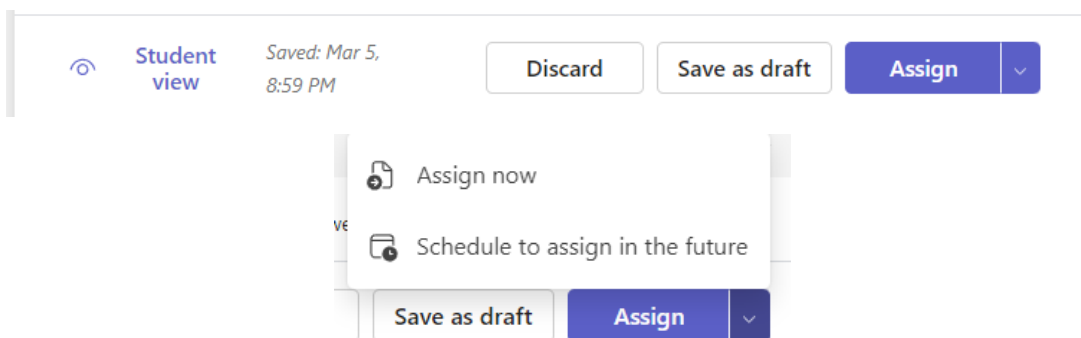 Student view
Saved: Mar 5, 8:59 PM
Discard
Save as draft
Assign
Assign now
Schedule to assign in the future
Save as draft
Assign